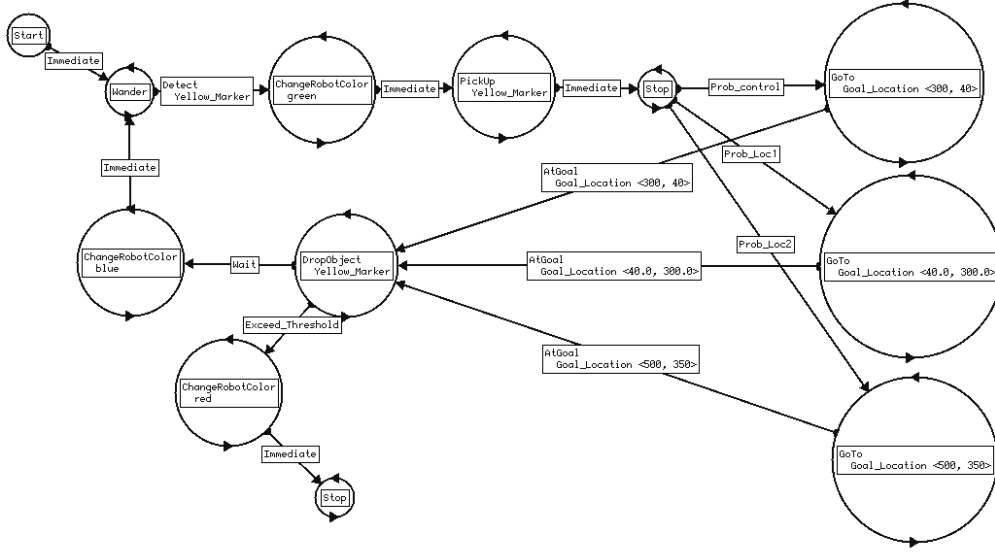 Start
Immediate
Wander
Detect
Yellow_Marker
ChangeRobotColor
green
Immediate
PickUp
Yellow_Marker
Immediate
Stop
Prob_control
GoTo
Goal_Location <300, 40>
Prob_Loc1
Immediate
AtGoal
Goal_Location <300, 40>
Prob_Loc2
ChangeRobotColor
blue
Wait
DropObject
Yellow_Marker
AtGoal
Goal_Location <40.0, 300.0>
GoTo
Goal_Location <40.0, 300.0>
Exceed_Threshold
AtGoal
Goal_Location <500, 350>
ChangeRobotColor
red
Immediate
GoTo
Goal_Location <500, 350>
Stop